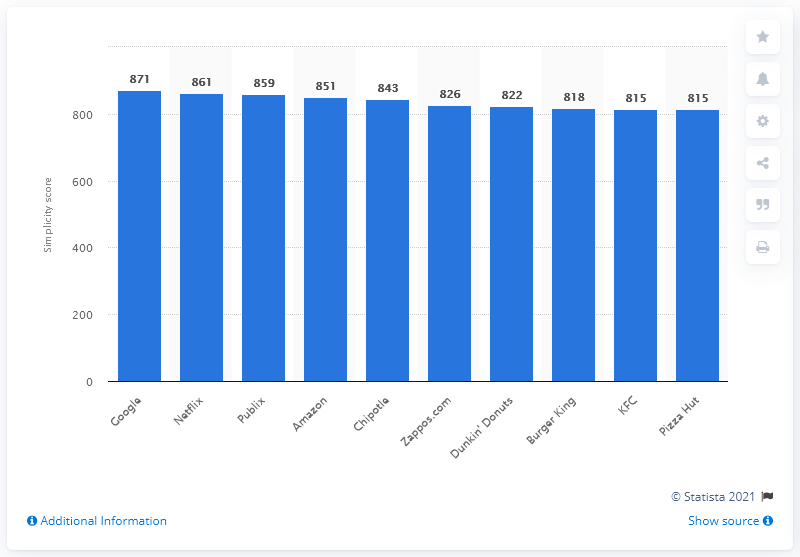 871 861 859 851 843 826 822 818 815 815
Simplicity score
800
600
400
200
0
Google Netflix Publix Amazon Chipotle Zappos.com Dunkin' Donuts Burger King KFC Pizza Hut
© Statista 2021
Additional Information Show source